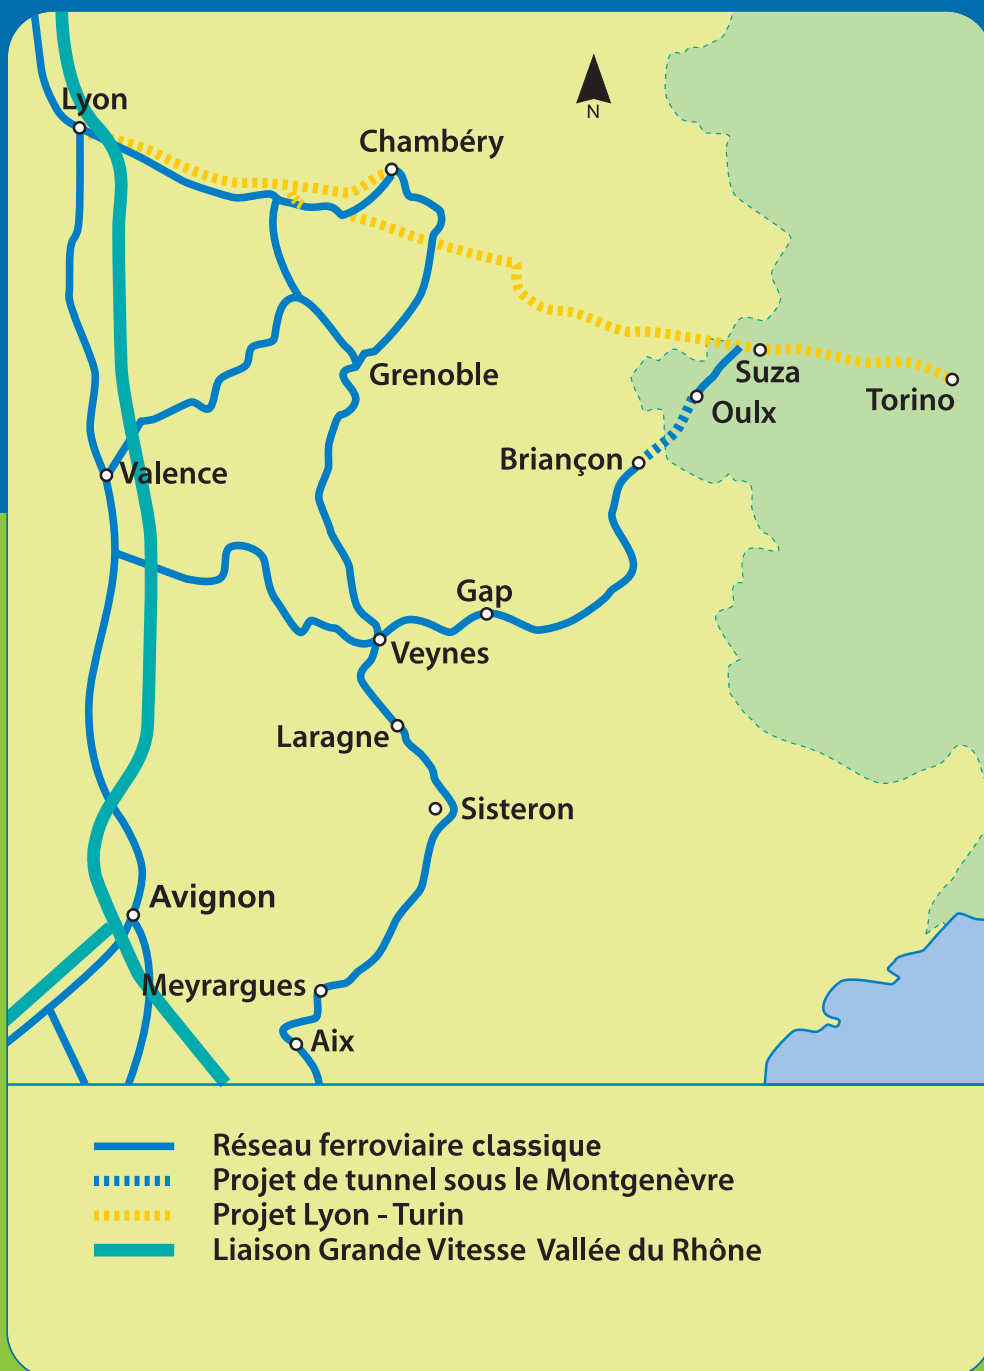 Lyon
N
Chambéry
Grenoble
Suza
Torino
Oulx
Briançon
Valence
Gap
Veynes
Laragne
Sisteron
Avignon
Meyrargues
Aix
Réseau ferroviaire classique
Projet de tunnel sous le Montgenèvre
Projet Lyon - Turin
Liaison Grande Vitesse Vallée du Rhône